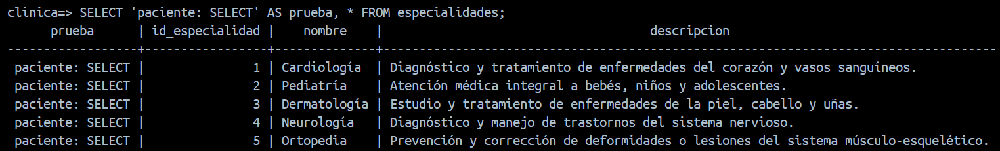 clinica=> SELECT 'paciente: SELECT' AS prueba, * FROM especialidades;
      prueba      | id_especialidad |    nombre    |                                     descripcion
------------------+-----------------+--------------+-------------------------------------------------------------------------------------
 paciente: SELECT |               1 | Cardiología  | Diagnóstico y tratamiento de enfermedades del corazón y vasos sanguíneos.
 paciente: SELECT |               2 | Pediatría    | Atención médica integral a bebés, niños y adolescentes.
 paciente: SELECT |               3 | Dermatología | Estudio y tratamiento de enfermedades de la piel, cabello y uñas.
 paciente: SELECT |               4 | Neurología   | Diagnóstico y manejo de trastornos del sistema nervioso.
 paciente: SELECT |               5 | Ortopedia    | Prevención y corrección de deformidades o lesiones del sistema músculo-esquelético.